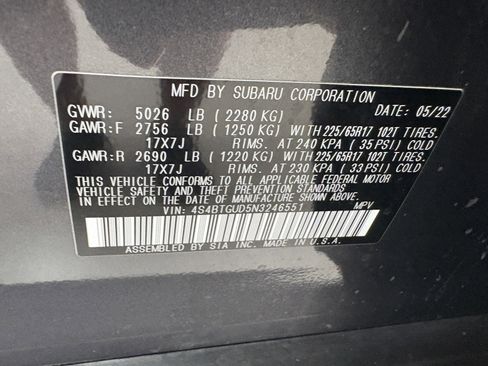 MFD BY SUBARU CORPORATION
GVWR: 5026 LB (2280 KG) DATE: 05/22
GAWR:F 2756 LB (1250 KG) WITH 225/65R17 102T TIRES,
17X7J RIMS, AT 240 KPA (35 PSI) COLD
GAWR:R 2690 LB (1220 KG) WITH 225/65R17 102T TIRES,
17X7J RIMS, AT 230 KPA (33 PSI) COLD
THIS VEHICLE CONFORMS TO ALL APPLICABLE FEDERAL MOTOR
VEHICLE SAFETY AND THEFT PREVENTION STANDARDS
IN EFFECT ON THE DATE OF MANUFACTURE SHOWN ABOVE.
VIN: 4S4BTGUD5N3246551 MPV
ASSEMBLED BY SIA INC. MADE IN U.S.A.